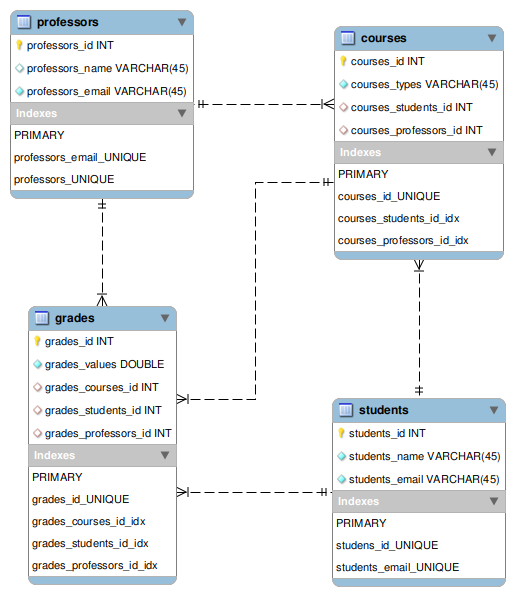 professors
professors_id INT
professors_name VARCHAR(45)
professors_email VARCHAR(45)
Indexes
PRIMARY
professors_email_UNIQUE
professors_UNIQUE
courses
courses_id INT
courses_types VARCHAR(45)
courses_students_id INT
courses_professors_id INT
Indexes
PRIMARY
courses_id_UNIQUE
courses_students_id_idx
courses_professors_id_idx
grades
grades_id INT
grades_values DOUBLE
grades_courses_id INT
grades_students_id INT
grades_professors_id INT
Indexes
PRIMARY
grades_id_UNIQUE
grades_courses_id_idx
grades_students_id_idx
grades_professors_id_idx
students
students_id INT
students_name VARCHAR(45)
students_email VARCHAR(45)
Indexes
PRIMARY
studens_id_UNIQUE
students_email_UNIQUE